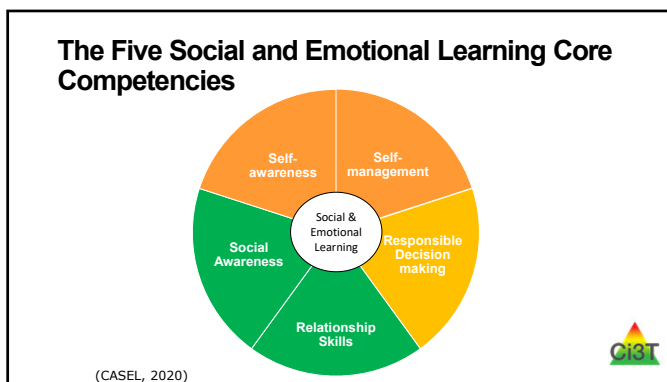 The Five Social and Emotional Learning Core
Competencies
Self-
awareness
Self-
management
Social &
Emotional
Learning
Social
Awareness
Responsible
Decision
making
Relationship
Skills
(CASEL, 2020)
Ci3T